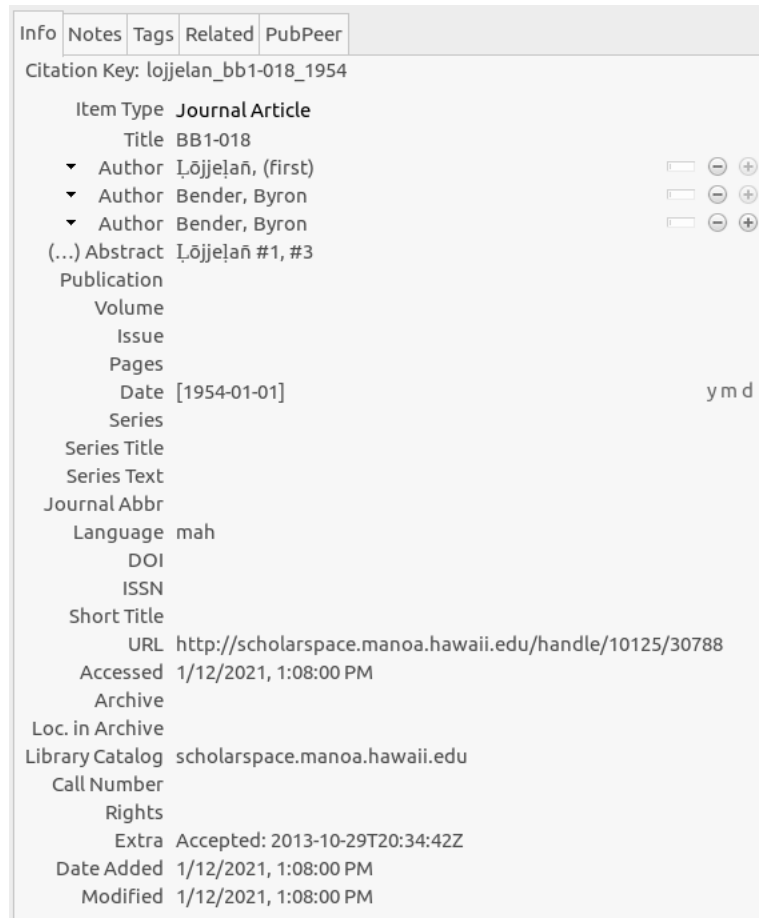 Info Notes Tags Related PubPeer
Citation Key: lojjelan_bb1-018_1954
Item Type Journal Article
Title BB1-018
Author Ḷōjjeḷañ, (first)
Author Bender, Byron
Author Bender, Byron
(...) Abstract Ḷōjjeḷañ #1, #3
Publication
Volume
Issue
Pages
Date [1954-01-01] y m d
Series
Series Title
Series Text
Journal Abbr
Language mah
DOI
ISSN
Short Title
URL http://scholarspace.manoa.hawaii.edu/handle/10125/30788
Accessed 1/12/2021, 1:08:00 PM
Archive
Loc. in Archive
Library Catalog scholarspace.manoa.hawaii.edu
Call Number
Rights
Extra Accepted: 2013-10-29T20:34:42Z
Date Added 1/12/2021, 1:08:00 PM
Modified 1/12/2021, 1:08:00 PM